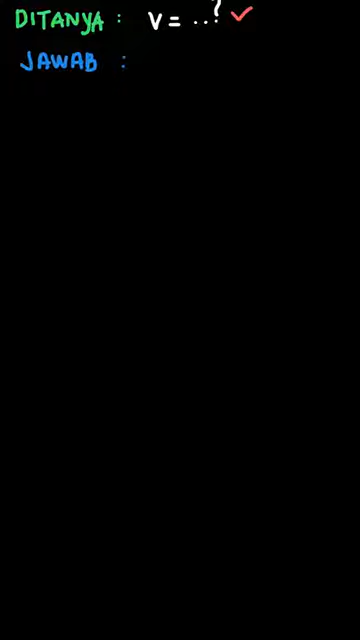 DITANYA : V = ..?
JAWAB :